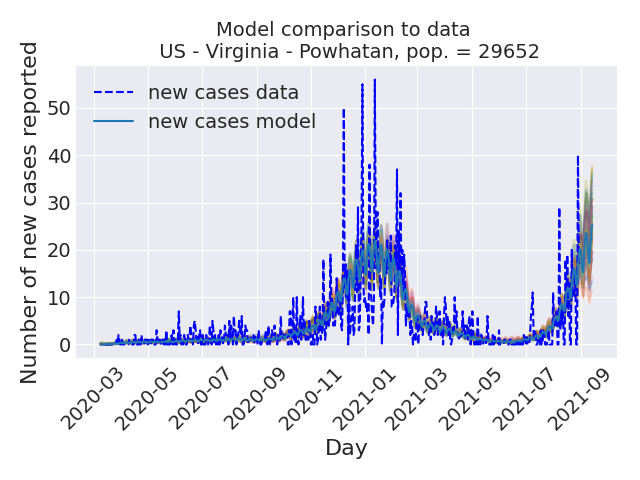 Model comparison to data
US - Virginia - Powhatan, pop. = 29652
Number of new cases reported
new cases data
new cases model
50
40
30
20
10
0
2020-03
2020-05
2020-07
2020-09
2020-11
2021-01
2021-03
2021-05
2021-07
2021-09
Day